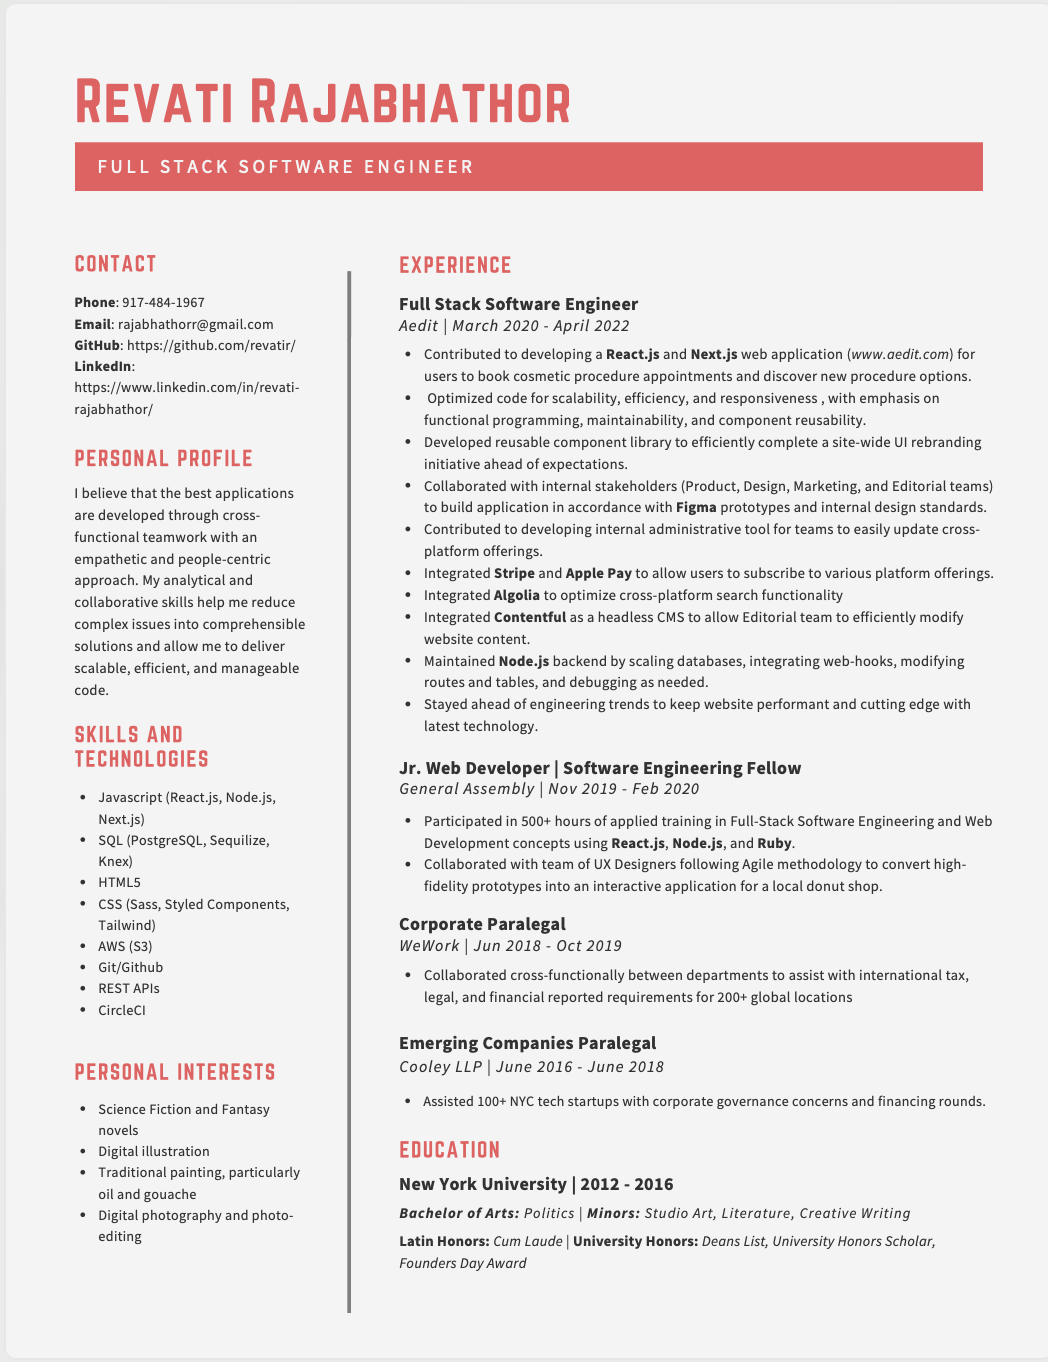 Revati Rajabhathor
FULL STACK SOFTWARE ENGINEER
CONTACT
Phone: 917-484-1967
Email: rajabhathorr@gmail.com
GitHub: https://github.com/revatir/
LinkedIn:
https://www.linkedin.com/in/revati-
rajabhathor/
PERSONAL PROFILE
I believe that the best applications
are developed through cross-
functional teamwork with an
empathetic and people-centric
approach. My analytical and
collaborative skills help me reduce
complex issues into comprehensible
solutions and allow me to deliver
scalable, efficient, and manageable
code.
SKILLS AND
TECHNOLOGIES
• Javascript (React.js, Node.js,
Next.js)
• SQL (PostgreSQL, Sequilize,
Knex)
• HTML5
• CSS (Sass, Styled Components,
Tailwind)
• AWS (S3)
• Git/Github
• REST APIs
• CircleCI
PERSONAL INTERESTS
• Science Fiction and Fantasy
novels
• Digital illustration
• Traditional painting, particularly
oil and gouache
• Digital photography and photo-
editing
EXPERIENCE
Full Stack Software Engineer
Aedit | March 2020 - April 2022
• Contributed to developing a React.js and Next.js web application (www.aedit.com) for
users to book cosmetic procedure appointments and discover new procedure options.
• Optimized code for scalability, efficiency, and responsiveness , with emphasis on
functional programming, maintainability, and component reusability.
• Developed reusable component library to efficiently complete a site-wide UI rebranding
initiative ahead of expectations.
• Collaborated with internal stakeholders (Product, Design, Marketing, and Editorial teams)
to build application in accordance with Figma prototypes and internal design standards.
• Contributed to developing internal administrative tool for teams to easily update cross-
platform offerings.
• Integrated Stripe and Apple Pay to allow users to subscribe to various platform offerings.
• Integrated Algolia to optimize cross-platform search functionality
• Integrated Contentful as a headless CMS to allow Editorial team to efficiently modify
website content.
• Maintained Node.js backend by scaling databases, integrating web-hooks, modifying
routes and tables, and debugging as needed.
• Stayed ahead of engineering trends to keep website performant and cutting edge with
latest technology.
Jr. Web Developer | Software Engineering Fellow
General Assembly | Nov 2019 - Feb 2020
• Participated in 500+ hours of applied training in Full-Stack Software Engineering and Web
Development concepts using React.js, Node.js, and Ruby.
• Collaborated with team of UX Designers following Agile methodology to convert high-
fidelity prototypes into an interactive application for a local donut shop.
Corporate Paralegal
WeWork | Jun 2018 - Oct 2019
• Collaborated cross-functionally between departments to assist with international tax,
legal, and financial reported requirements for 200+ global locations
Emerging Companies Paralegal
Cooley LLP | June 2016 - June 2018
• Assisted 100+ NYC tech startups with corporate governance concerns and financing rounds.
EDUCATION
New York University | 2012 - 2016
Bachelor of Arts: Politics | Minors: Studio Art, Literature, Creative Writing
Latin Honors: Cum Laude | University Honors: Deans List, University Honors Scholar,
Founders Day Award